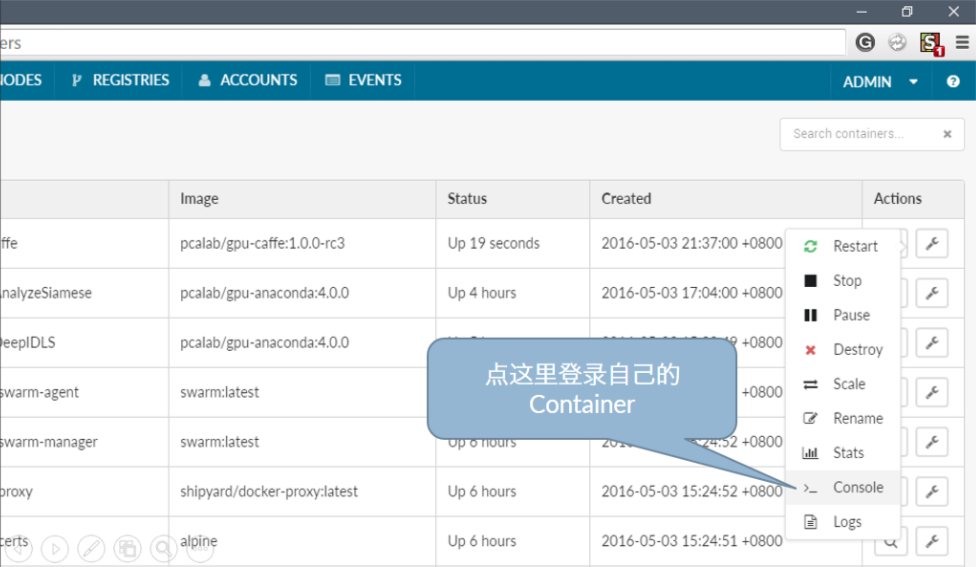 ers
NODES REGISTRIES ACCOUNTS EVENTS ADMIN
Search containers...
Image Status Created Actions
ffe pcalab/gpu-caffe:1.0.0-rc3 Up 19 seconds 2016-05-03 21:37:00 +0800
AnalyzeSiamese pcalab/gpu-anaconda:4.0.0 Up 4 hours 2016-05-03 17:04:00 +0800
DeepIDLS pcalab/gpu-anaconda:4.0.0 +0800
swarm-agent swarm:latest +0800
swarm-manager swarm:latest Up 6 hours :24:52 +0800
proxy shipyard/docker-proxy:latest Up 6 hours 2016-05-03 15:24:52 +0800
certs alpine Up 6 hours 2016-05-03 15:24:51 +0800
Restart
Stop
Pause
Destroy
Scale
Rename
Stats
Console
Logs
点这里登录自己的
Container